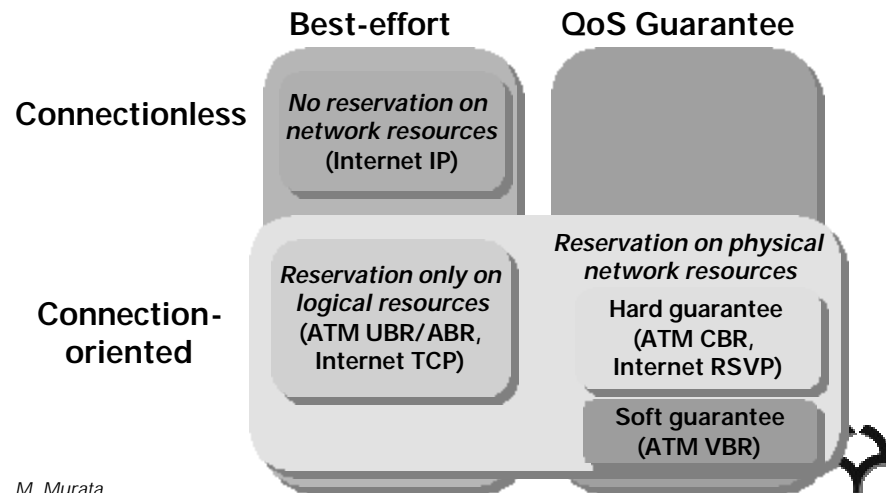 Best-effort
QoS Guarantee
Connectionless
No reservation on
network resources
(Internet IP)
Connection-
oriented
Reservation only on
logical resources
(ATM UBR/ABR,
Internet TCP)
Reservation on physical
network resources
Hard guarantee
(ATM CBR,
Internet RSVP)
Soft guarantee
(ATM VBR)
M. Murata